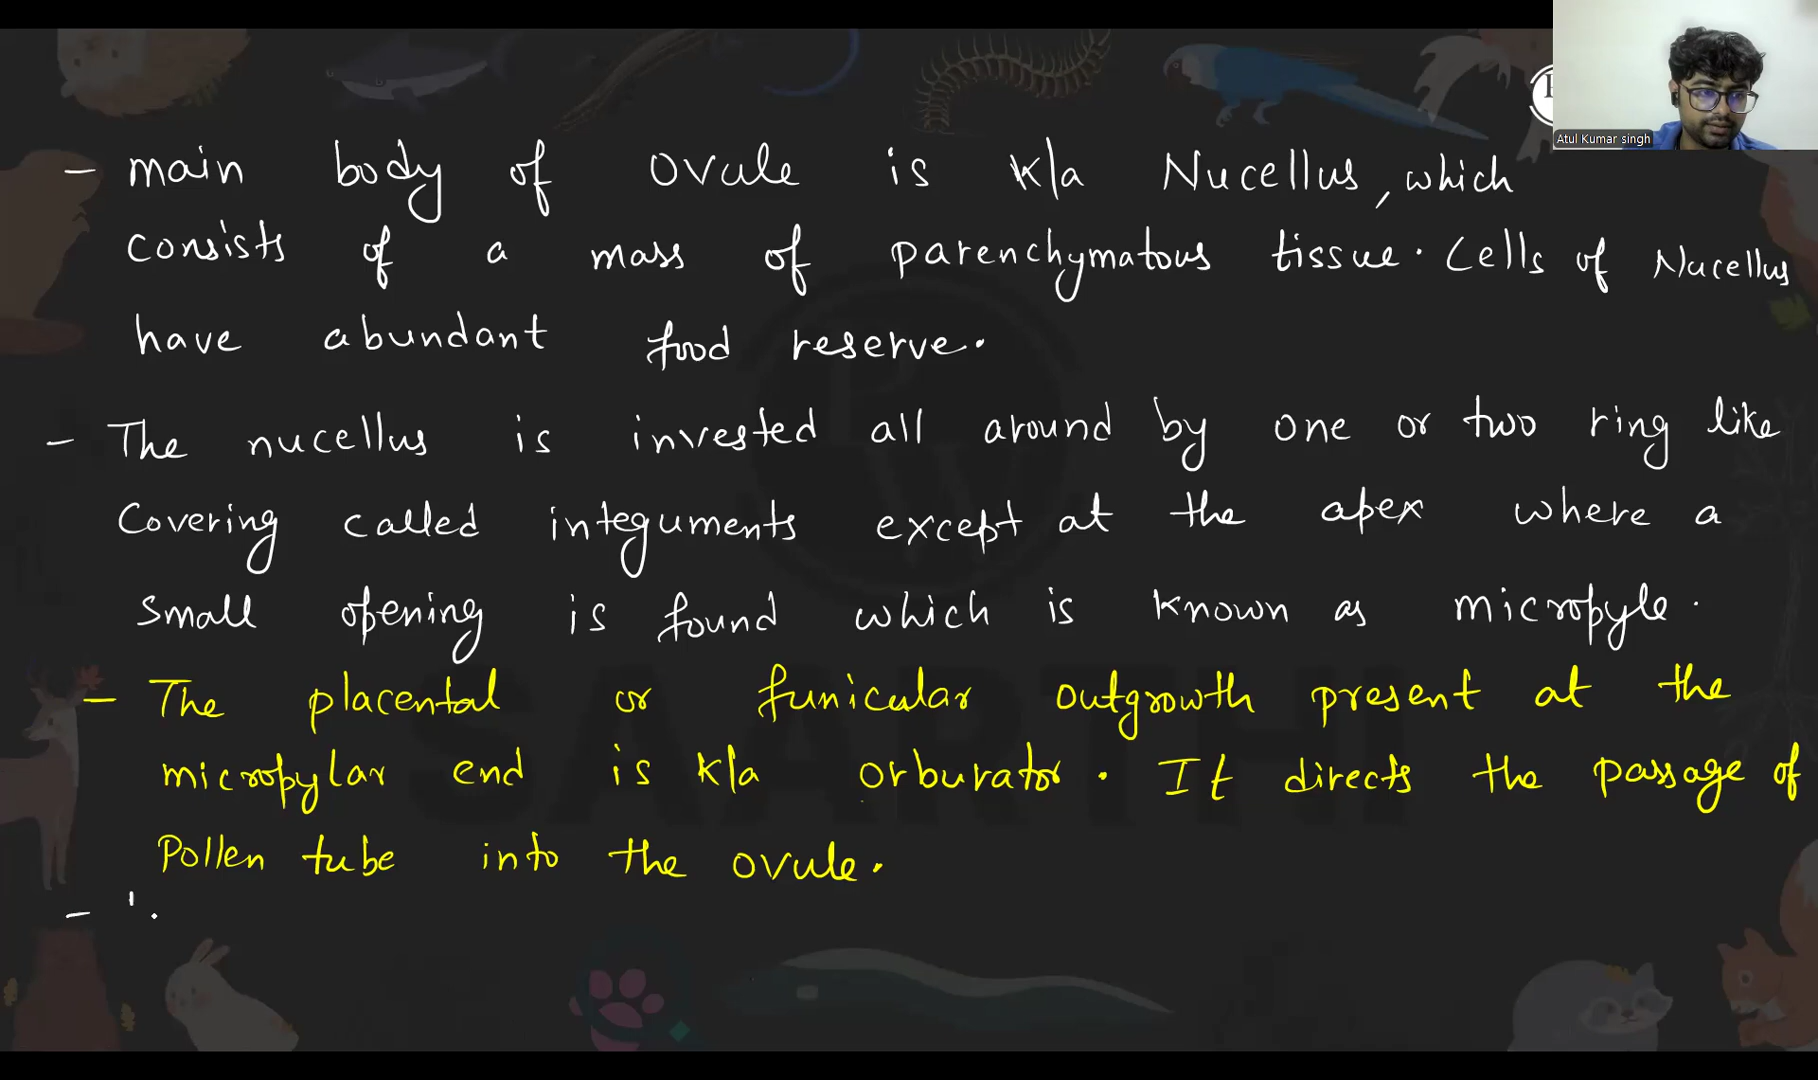 Atul Kumar singh
- main body of ovule is k/a Nucellus, which
consists of a mass of parenchymatous tissue. Cells of Nucellus
have abundant food reserve.
- The nucellus is invested all around by one or two ring like
Covering called integuments except at the apex where a
small opening is found which is known as micropyle.
- The placental or funicular outgrowth present at the
micropylar end is k/a orburator. It directs the passage of
Pollen tube into the ovule.
-
SAARTHI